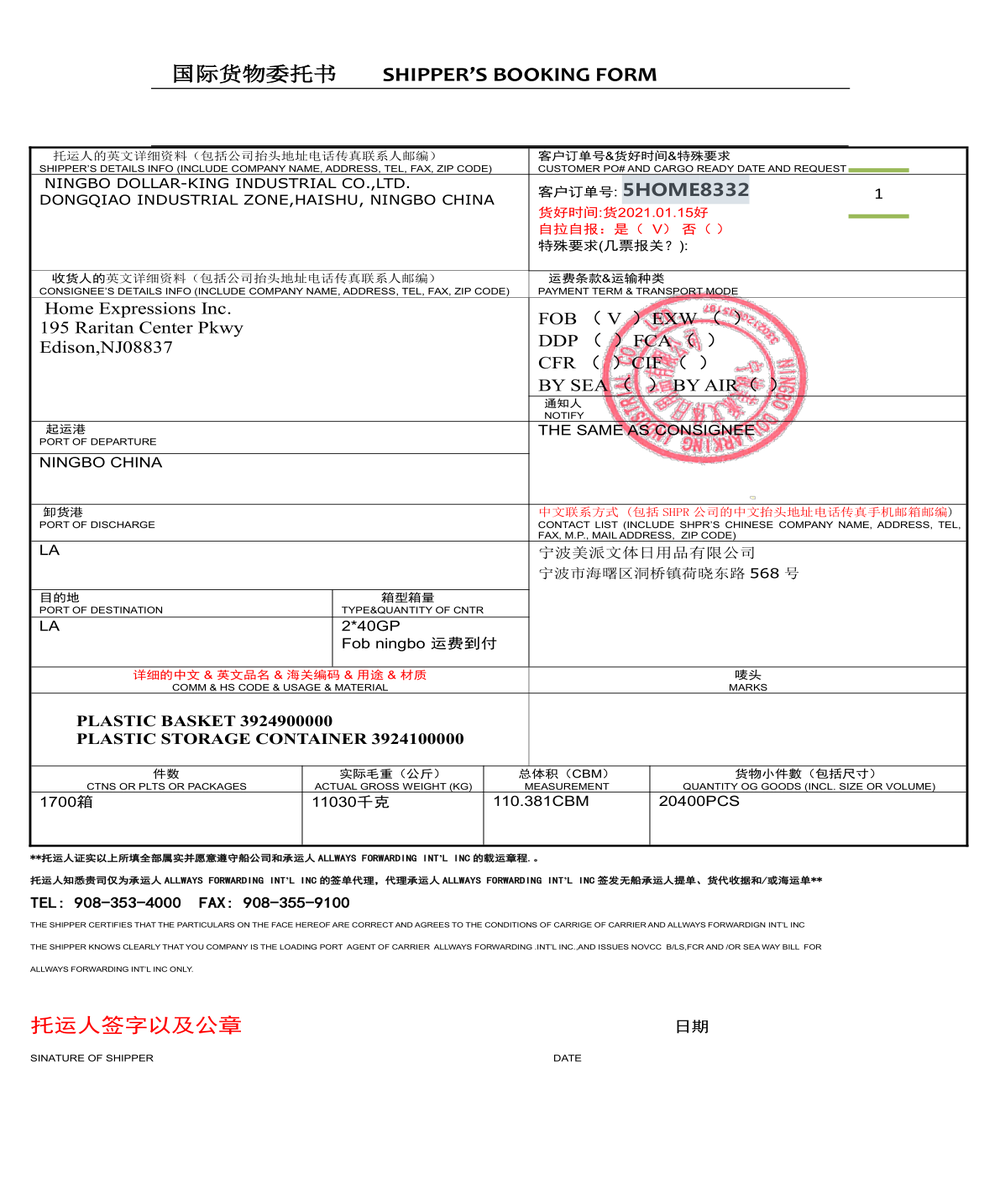 国际货物委托书 SHIPPER'S BOOKING FORM
托运人的英文详细资料（包括公司抬头地址电话传真联系人邮编）
SHIPPER'S DETAILS INFO (INCLUDE COMPANY NAME, ADDRESS, TEL, FAX, ZIP CODE)
NINGBO DOLLAR-KING INDUSTRIAL CO.,LTD.
DONGQIAO INDUSTRIAL ZONE,HAISHU, NINGBO CHINA
客户订单号&货好时间&特殊要求
CUSTOMER PO# AND CARGO READY DATE AND REQUEST
客户订单号: 5HOME8332
1
货好时间:货2021.01.15好
自拉自报：是（ V） 否（ ）
特殊要求(几票报关？):
收货人的英文详细资料（包括公司抬头地址电话传真联系人邮编）
CONSIGNEE'S DETAILS INFO (INCLUDE COMPANY NAME, ADDRESS, TEL, FAX, ZIP CODE)
Home Expressions Inc.
195 Raritan Center Pkwy
Edison,NJ08837
运费条款&运输种类
PAYMENT TERM & TRANSPORT MODE
FOB （ V ） EXW （ ）
DDP （ ） FCA （ ）
CFR （ ） CIF （ ）
BY SEA （ ） BY AIR （ ）
NINGBO DOLLARKING INDUSTRIAL CO., LTD
通知人
NOTIFY
THE SAME AS CONSIGNEE
起运港
PORT OF DEPARTURE
NINGBO CHINA
卸货港
PORT OF DISCHARGE
LA
中文联系方式（包括 SHPR 公司的中文抬头地址电话传真手机邮箱邮编）
CONTACT LIST (INCLUDE SHPR'S CHINESE COMPANY NAME, ADDRESS, TEL,
FAX, M.P., MAIL ADDRESS, ZIP CODE)
宁波美派文体日用品有限公司
宁波市海曙区洞桥镇荷晓东路 568 号
目的地
PORT OF DESTINATION
LA
箱型箱量
TYPE&QUANTITY OF CNTR
2*40GP
Fob ningbo 运费到付
详细的中文 & 英文品名 & 海关编码 & 用途 & 材质
COMM & HS CODE & USAGE & MATERIAL
唛头
MARKS
PLASTIC BASKET 3924900000
PLASTIC STORAGE CONTAINER 3924100000
件数
CTNS OR PLTS OR PACKAGES
实际毛重（公斤）
ACTUAL GROSS WEIGHT (KG)
总体积（CBM）
MEASUREMENT
货物小件數（包括尺寸）
QUANTITY OG GOODS (INCL. SIZE OR VOLUME)
1700箱
11030千克
110.381CBM
20400PCS
**托运人证实以上所填全部属实并愿意遵守船公司和承运人 ALLWAYS FORWARDING INT'L INC 的载运章程.。
托运人知悉贵司仅为承运人 ALLWAYS FORWARDING INT'L INC 的签单代理，代理承运人 ALLWAYS FORWARDING INT'L INC 签发无船承运人提单、货代收据和/或海运单**
TEL: 908-353-4000 FAX: 908-355-9100
THE SHIPPER CERTIFIES THAT THE PARTICULARS ON THE FACE HEREOF ARE CORRECT AND AGREES TO THE CONDITIONS OF CARRIGE OF CARRIER AND ALLWAYS FORWARDIGN INT'L INC
THE SHIPPER KNOWS CLEARLY THAT YOU COMPANY IS THE LOADING PORT AGENT OF CARRIER ALLWAYS FORWARDING .INT'L INC.,AND ISSUES NOVCC B/LS,FCR AND /OR SEA WAY BILL FOR
ALLWAYS FORWARDING INT'L INC ONLY.
托运人签字以及公章
日期
SINATURE OF SHIPPER
DATE